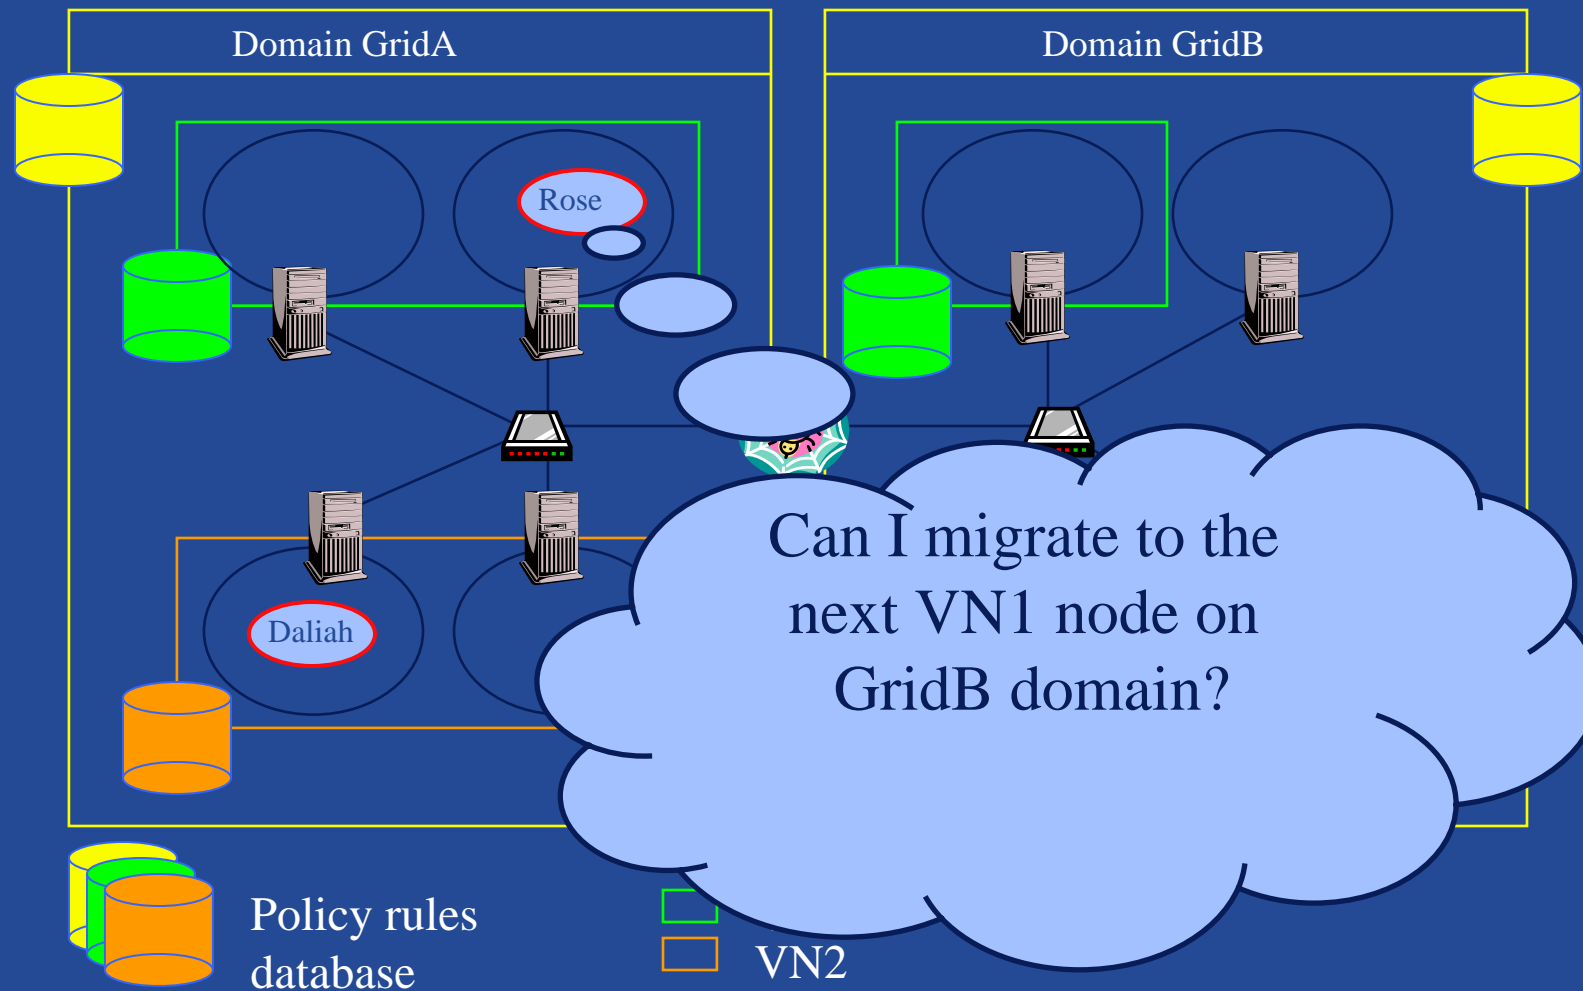 Domain GridA
Domain GridB
Rose
Can I migrate to the
next VN1 node on
GridB domain?
Daliah
Policy rules
database
VN2